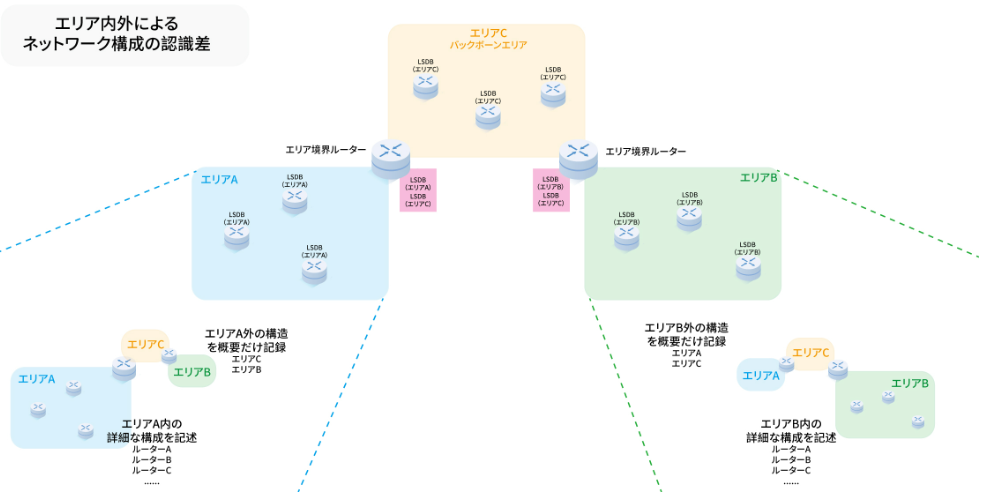 エリア内外による
ネットワーク構成の認識差
エリアC
バックボーンエリア
LSDB
(エリアC)
LSDB
(エリアC)
LSDB
(エリアC)
エリア境界ルーター
エリア境界ルーター
LSDB
(エリアA)
LSDB
(エリアC)
LSDB
(エリアB)
LSDB
(エリアC)
エリアA
LSDB
(エリアA)
LSDB
(エリアA)
LSDB
(エリアA)
エリアB
LSDB
(エリアB)
LSDB
(エリアB)
LSDB
(エリアB)
エリアA外の構造
を概要だけ記録
エリアC
エリアB
エリアC
エリアB
エリアA
エリアA内の
詳細な構成を記述
ルーターA
ルーターB
ルーターC
......
エリアB外の構造
を概要だけ記録
エリアA
エリアC
エリアC
エリアA
エリアB
エリアB内の
詳細な構成を記述
ルーターA
ルーターB
ルーターC
......